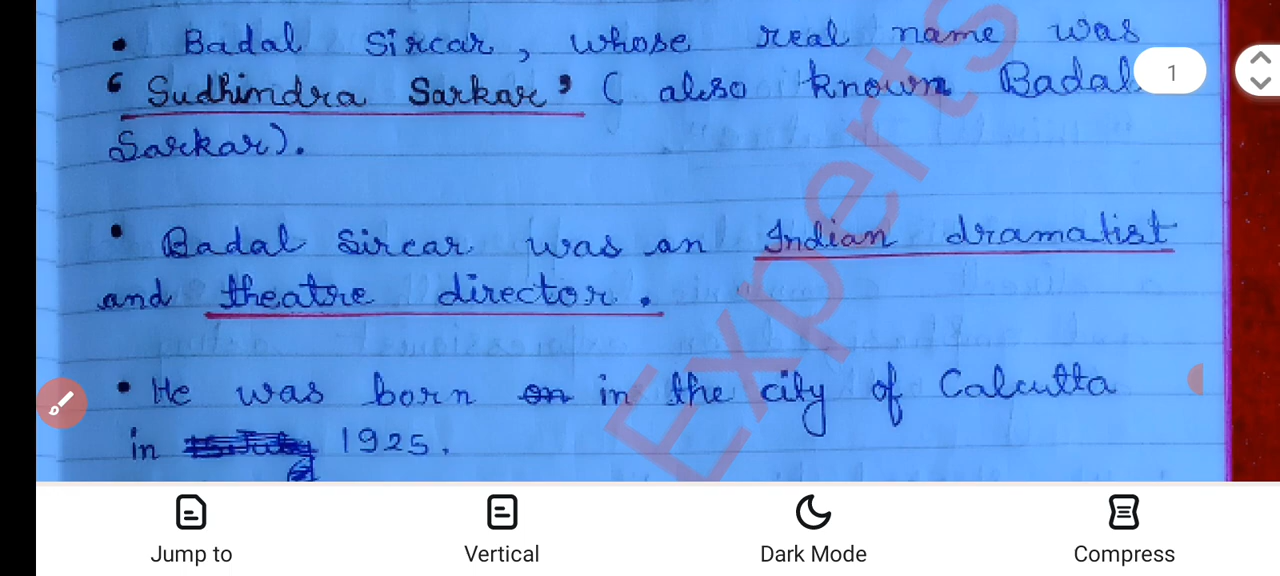 • Badal Sircar, whose real name was
1
‘Sudhindra Sarkar’ ( also known Badal
Sarkar).
• Badal Sircar was an Indian dramatist
and theatre director.
• He was born on in the city of Calcutta
in 1925.
Experts
Jump to
Vertical
Dark Mode
Compress